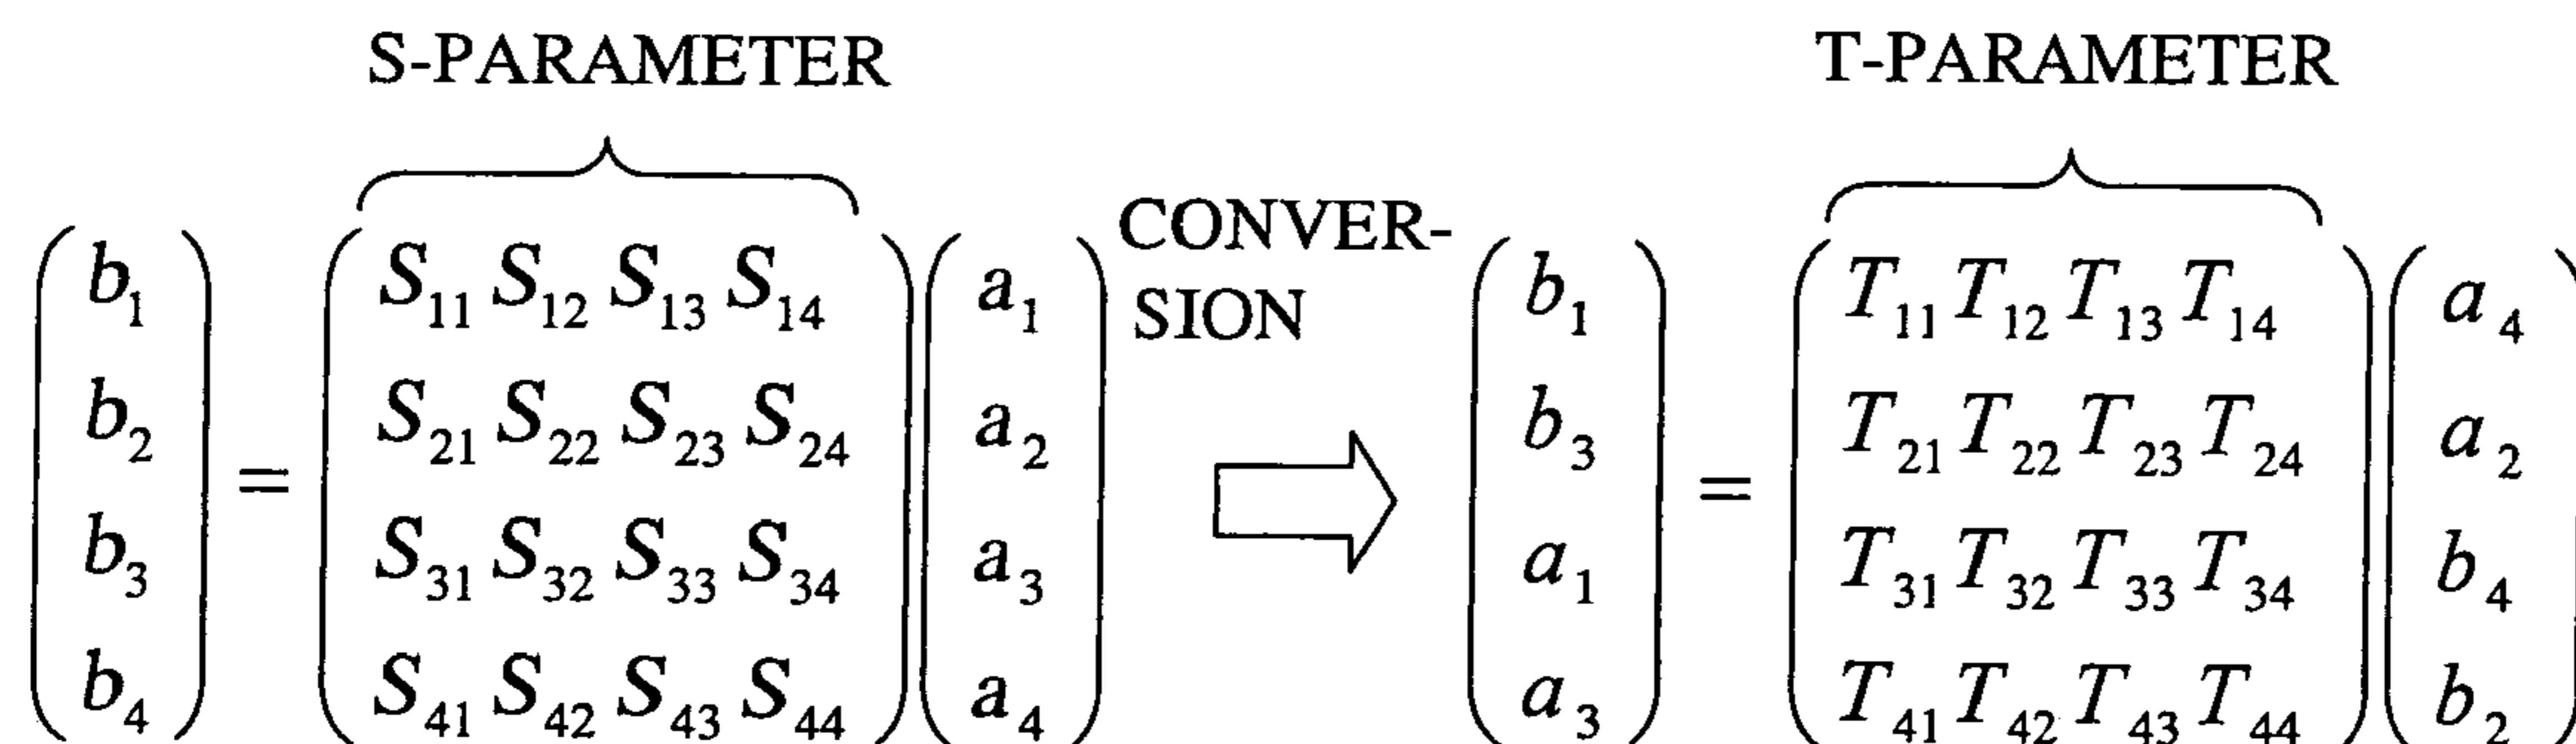 S-PARAMETER T-PARAMETER
CONVER-
SION
b₁ S₁₁ S₁₂ S₁₃ S₁₄ a₁ b₁ T₁₁ T₁₂ T₁₃ T₁₄ a₄
b₂ S₂₁ S₂₂ S₂₃ S₂₄ a₂ b₃ T₂₁ T₂₂ T₂₃ T₂₄ a₂
= =
b₃ S₃₁ S₃₂ S₃₃ S₃₄ a₃ a₁ T₃₁ T₃₂ T₃₃ T₃₄ b₄
b₄ S₄₁ S₄₂ S₄₃ S₄₄ a₄ a₃ T₄₁ T₄₂ T₄₃ T₄₄ b₂